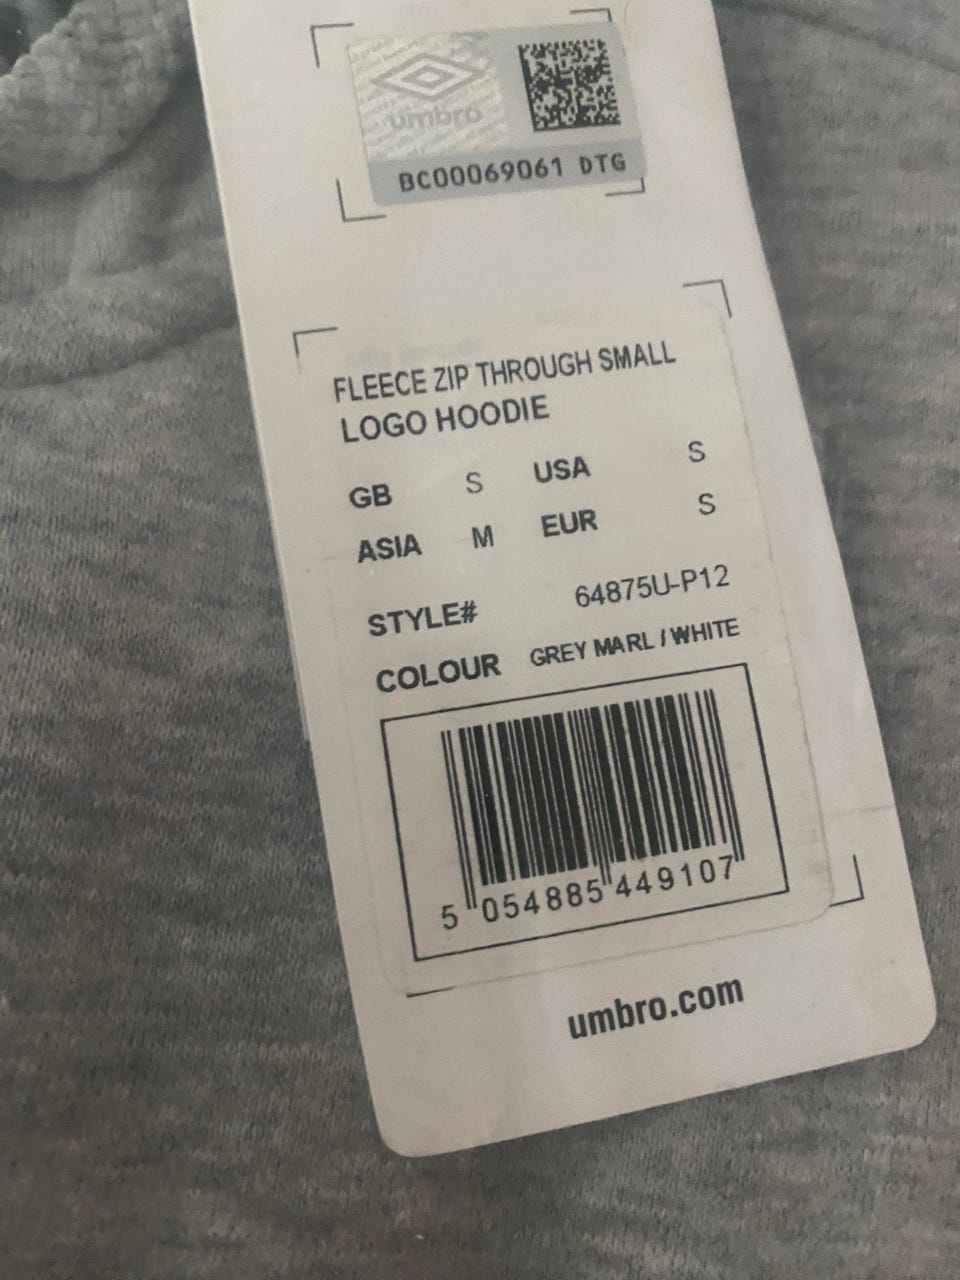 umbro
BC00069061 DTG
FLEECE ZIP THROUGH SMALL
LOGO HOODIE
GB S USA S
ASIA M EUR S
STYLE# 64875U-P12
COLOUR GREY MARL / WHITE
5 054885 449107
umbro.com